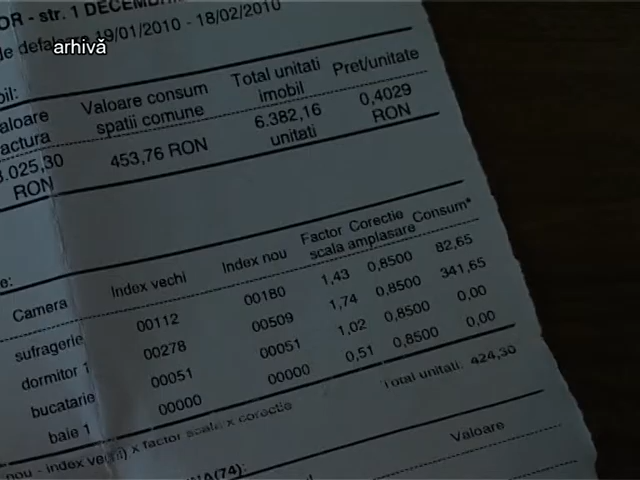 OR - str. 1 DECEM
de defalc 19/01/2010 - 18/02/2010
arhivă
bil:
aloare actura
Valoare consum spatii comune
Total unitati imobil
Pret/unitate
.025,30 RON
453,76 RON
6.382,16 unitati
0,4029 RON
e:
Camera Index vechi Index nou Factor scala Corectie amplasare Consum*
sufragerie 00112 00180 1,43 0,8500 82,65
dormitor 1 00278 00509 1,74 0,8500 341,65
bucatarie 00051 00051 1,02 0,8500 0,00
baie 1 00000 00000 0,51 0,8500 0,00
Total unitati: 424,30
nou - index vechi) x factor scala x corectie
Valoare
A(74):